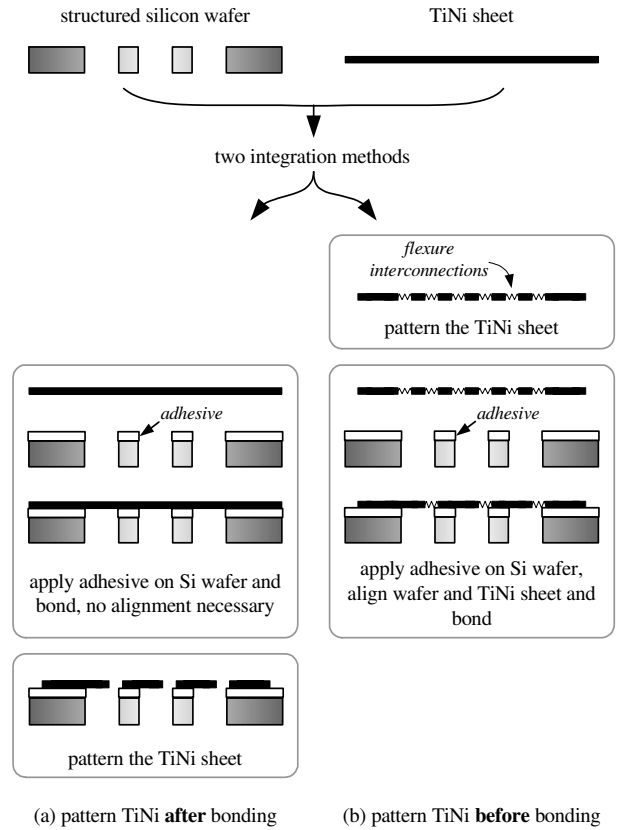 structured silicon wafer
TiNi sheet
two integration methods
flexure
interconnections
pattern the TiNi sheet
adhesive
apply adhesive on Si wafer and
bond, no alignment necessary
adhesive
apply adhesive on Si wafer,
align wafer and TiNi sheet and
bond
pattern the TiNi sheet
(a) pattern TiNi after bonding
(b) pattern TiNi before bonding